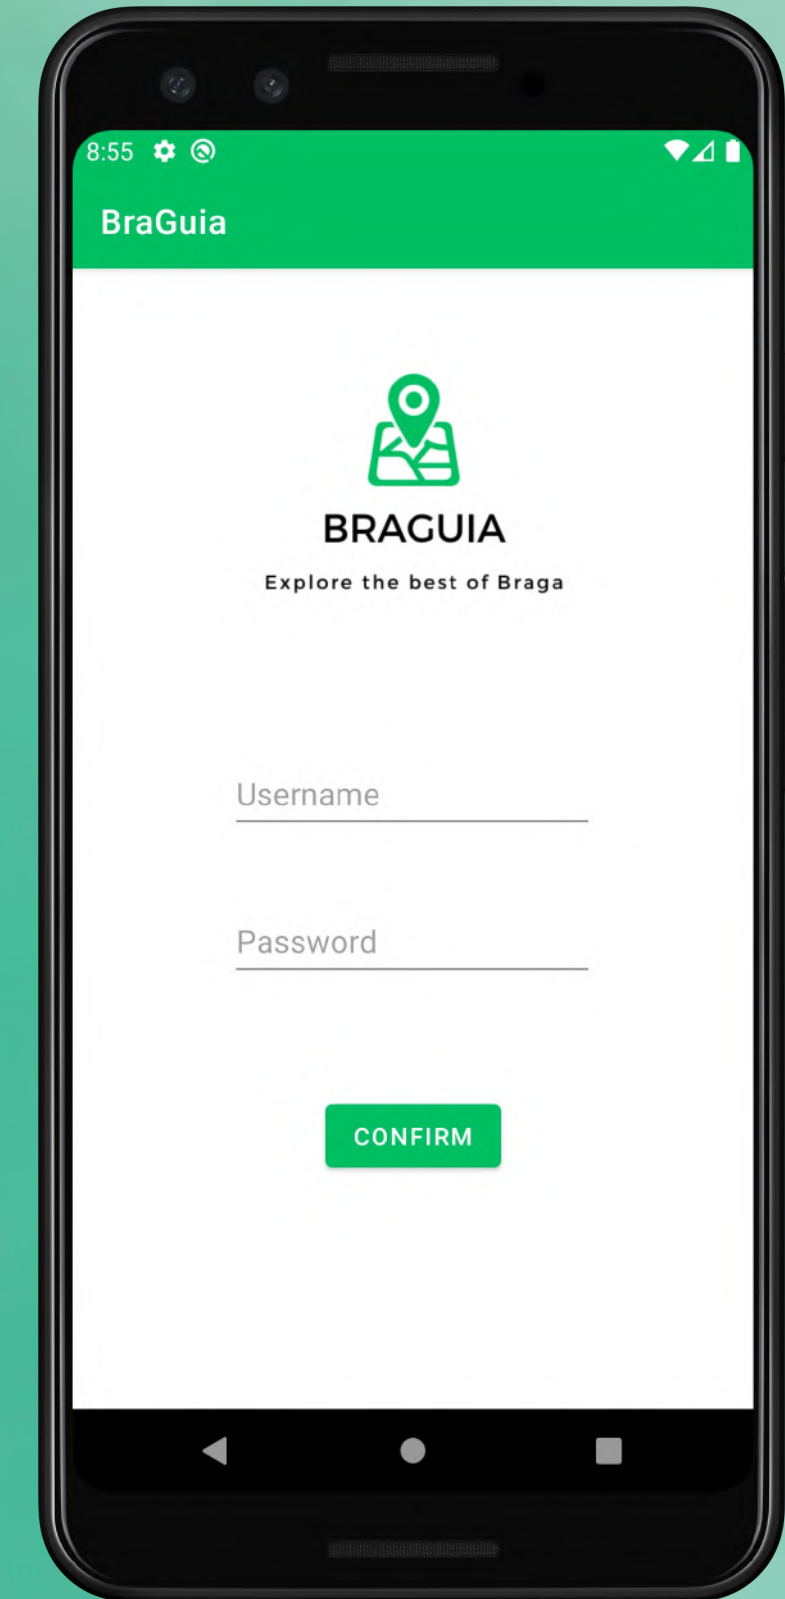 8:55
BraGuia
BRAGUIA
Explore the best of Braga
Username
Password
CONFIRM